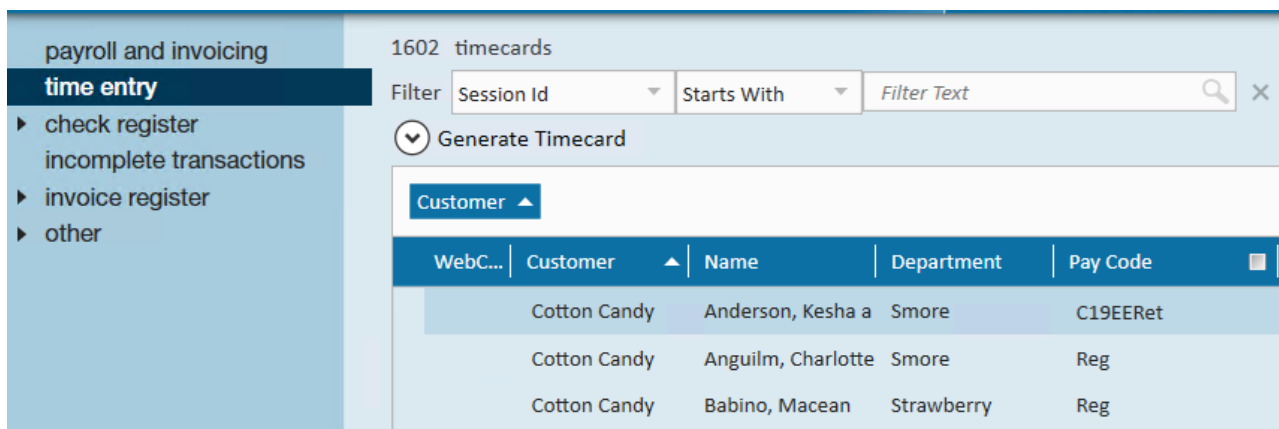 payroll and invoicing
time entry
check register
incomplete transactions
invoice register
other
1602 timecards
Filter Session Id Starts With Filter Text
Generate Timecard
Customer
WebC... Customer Name Department Pay Code
Cotton Candy Anderson, Kesha a Smore C19EERet
Cotton Candy Anguilm, Charlotte Smore Reg
Cotton Candy Babino, Macean Strawberry Reg